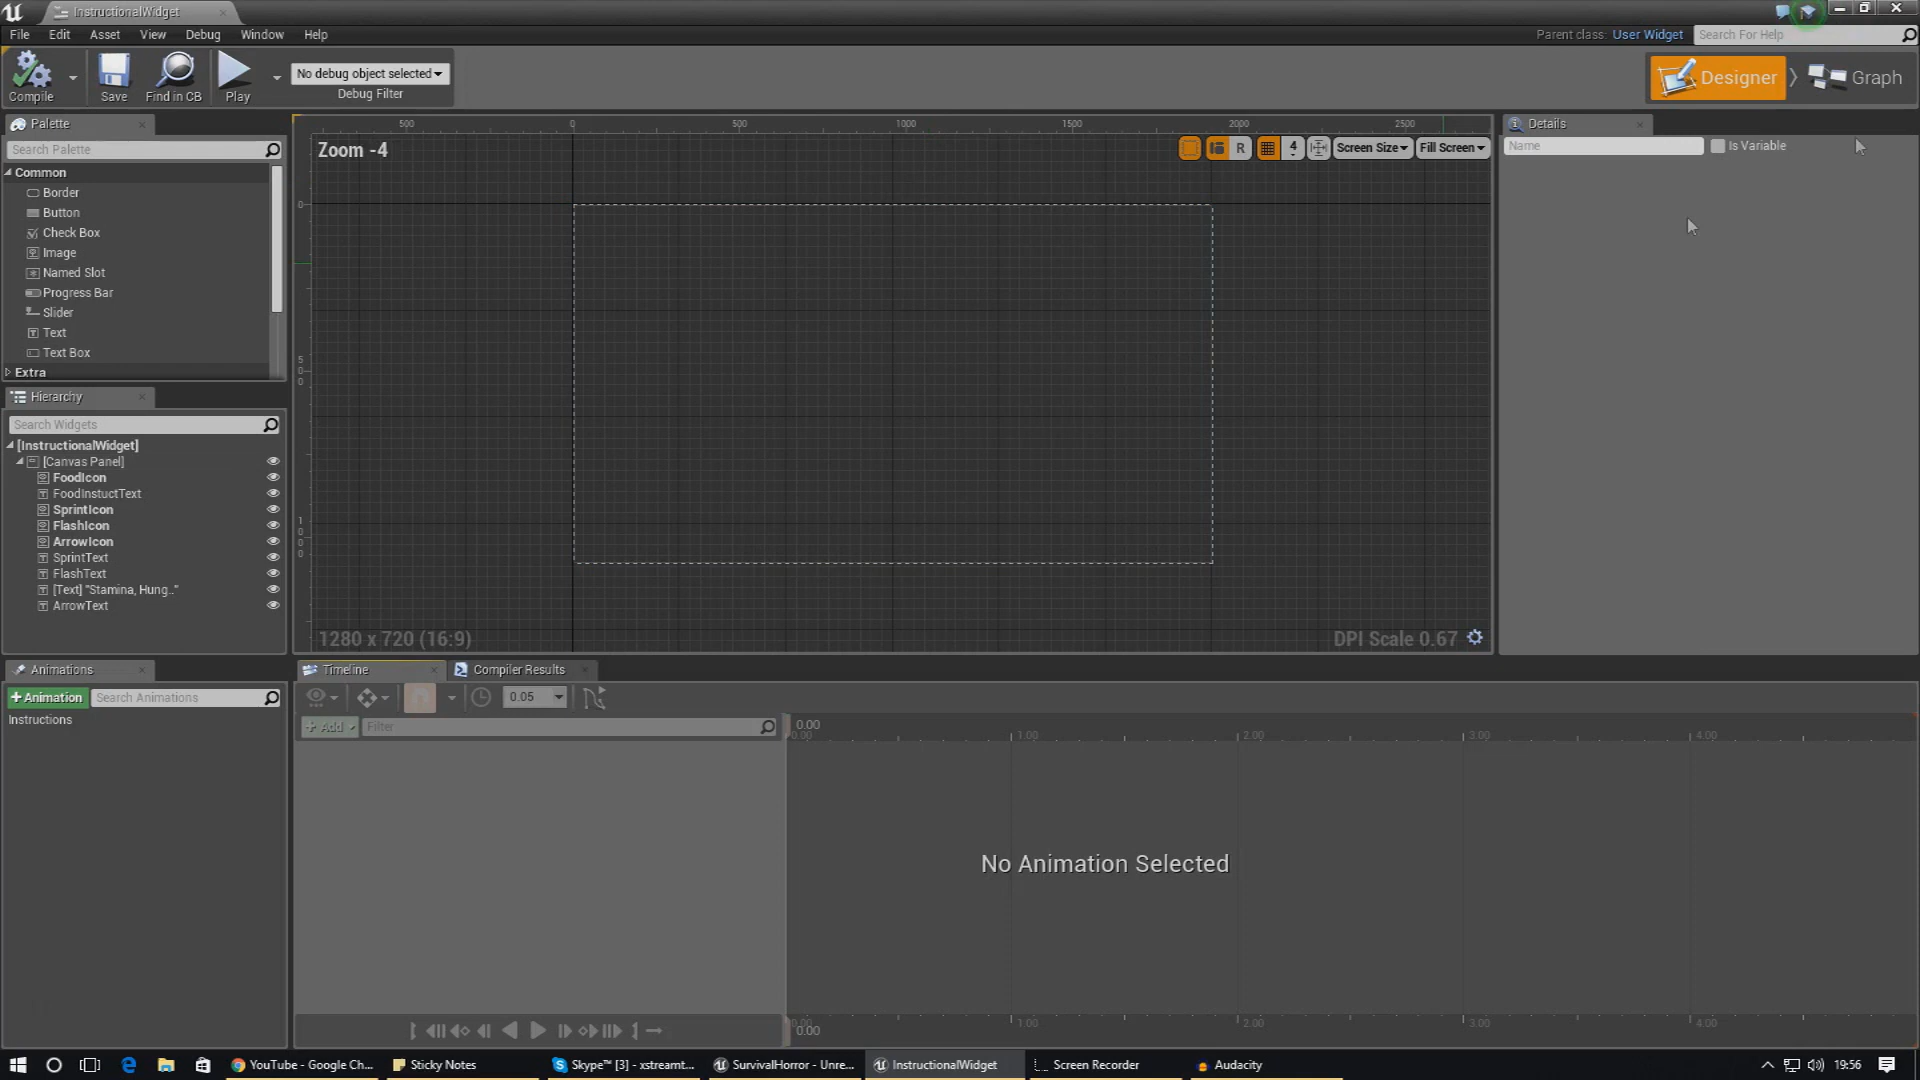 InstructionalWidget
File Edit Asset View Debug Window Help
Parent class: User Widget Search For Help
Compile Save Find in CB Play No debug object selected Debug Filter
Designer Graph
Palette
Search Palette
Common
Border
Button
Check Box
Image
Named Slot
Progress Bar
Slider
Text
Text Box
Extra
Hierarchy
Search Widgets
[InstructionalWidget]
[Canvas Panel]
FoodIcon
FoodInstuctText
SprintIcon
FlashIcon
ArrowIcon
SprintText
FlashText
[Text] "Stamina, Hung.."
ArrowText
500 0 500 1000 1500 2000 2500
Zoom -4
R 4 Screen Size Fill Screen
0
500
1000
1280 x 720 (16:9)
DPI Scale 0.67
Details
Name Is Variable
Animations
+Animation Search Animations
Instructions
Timeline Compiler Results
0.05
+ Add Filter
0.00
0.00 1.00 2.00 3.00 4.00
No Animation Selected
0.00 1.00 2.00 3.00 4.00
0.00
YouTube - Google Ch... Sticky Notes Skype™ [3] - xstreamt... SurvivalHorror - Unre... InstructionalWidget Screen Recorder Audacity 19:56